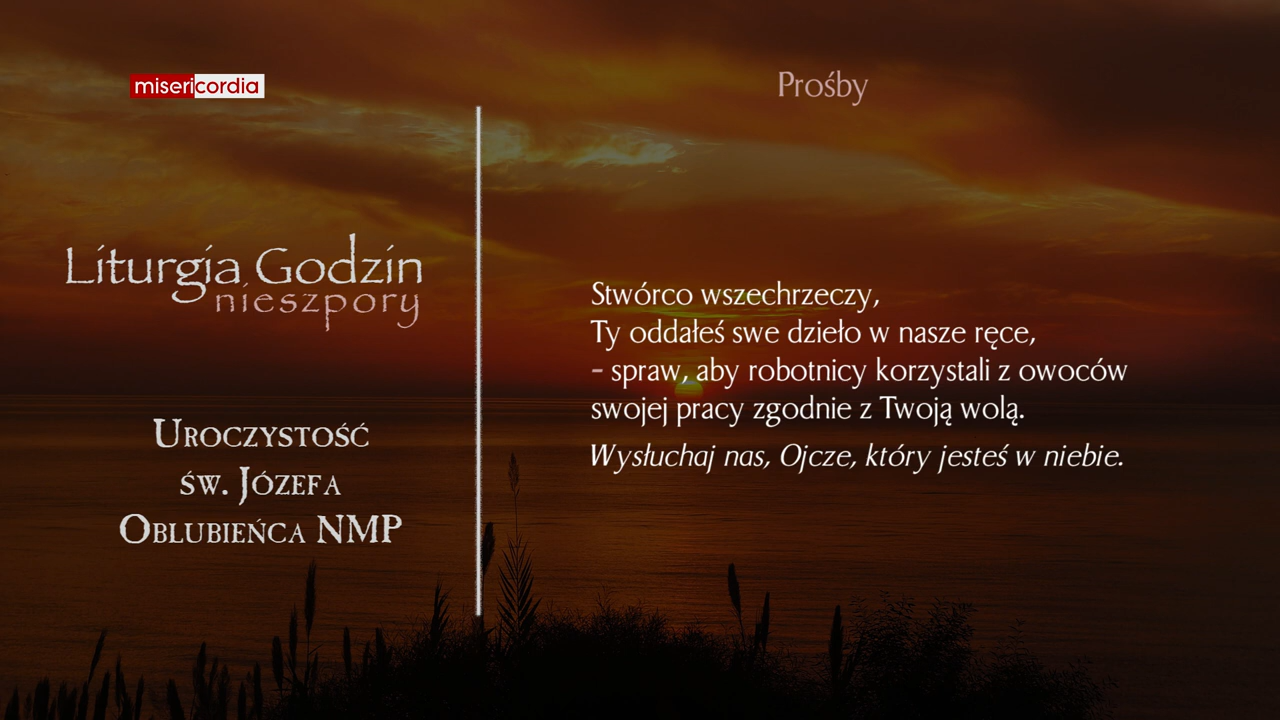 misericordia
Liturgia Godzin
nieszpory
Uroczystość
św. Józefa
Oblubieńca NMP
Prośby
Stwórco wszechrzeczy,
Ty oddałeś swe dzieło w nasze ręce,
- spraw, aby robotnicy korzystali z owoców
swojej pracy zgodnie z Twoją wolą.
Wysłuchaj nas, Ojcze, który jesteś w niebie.